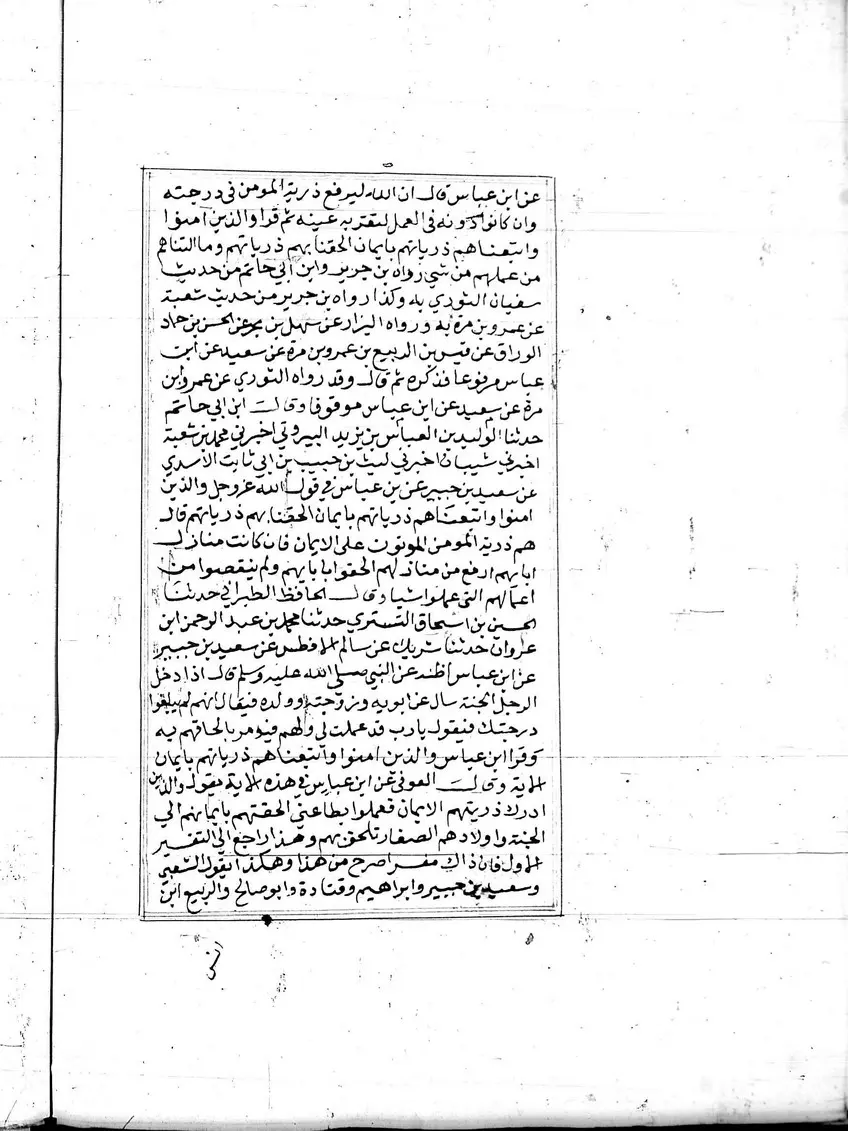 عن ابن عباس قال ان الله ليرفع ذرية المومن في درجته
وان كانوا دونه في العمل لتقر به عينه ثم قرا والذين امنوا
واتبعناهم ذرياتهم بايمان الحقنا بهم ذرياتهم وما التناهم
من عملهم من شي رواه بن جرير وابن ابي حاتم من حديث
سفيان الثوري به وكذا رواه بن جرير من حديث شعبة
عن عمرو بن مرة به ورواه البزار عن سهل بن بحر عن الحسن بن حماد
الوراق عن قيس بن الربيع بن عمرو بن مرة عن سعيد عن ابن
عباس مرفوعا فذكره ثم قال وقد رواه الثوري عن عمرو ابن
مرة عن سعيد عن ابن عباس موقوفا وقال ابن ابي حاتم
حدثنا الوليد بن العباس بن يزيد البيروتي اخبرني محمد بن شعبة
اخبرني شيبان اخبرني ليث بن حبيب بن ابي ثابت الاسدي
عن سعيد بن جبير عن بن عباس في قول الله عز وجل والذين
امنوا واتبعناهم ذرياتهم بايمان الحقنا بهم ذرياتهم قال
هم ذرية المومن الموتون على الايمان فان كانت منازل
ابايهم ارفع من منازلهم الحقوا بابايهم ولم ينقصوا من
اعمالهم التي عملوا شيا وقال الحافظ الطبراني حدثنا
الحسين بن اسحاق التستري حدثنا محمد بن عبد الرحمن ابن
غزوان حدثنا شريك عن سالم الافطس عن سعيد بن جبير
عن ابن عباس اظنه عن النبي صلى الله عليه وسلم قال اذا دخل
الرجل الجنة سال عن ابويه وزوجته وولده فيقال انهم لم يبلغوا
درجتك فيقول يارب قد عملت لي ولهم فيومر بالحاقهم به
وقرا ابن عباس والذين امنوا واتبعناهم ذرياتهم بايمان
الاية وقال العوفي عن ابن عباس في هذه الاية يقول والذين
ادرك ذريتهم الايمان فعملوا بطاعتي الحقتهم بايمانهم الي
الجنة واولادهم الصغار تلحق بهم وهذا راجع الي التفسير
الاول فان ذاك مفسر اصرح من هذا وهكذا يقول الشعبي
وسعيد بن جبير وابراهيم وقتادة وابو صالح والربيع ابن